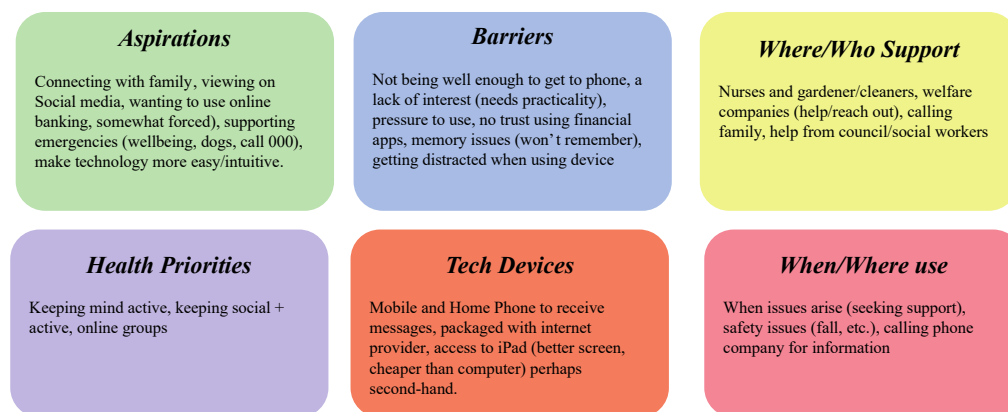 Aspirations
Connecting with family, viewing on
Social media, wanting to use online
banking, somewhat forced), supporting
emergencies (wellbeing, dogs, call 000),
make technology more easy/intuitive.
Barriers
Not being well enough to get to phone, a
lack of interest (needs practicality),
pressure to use, no trust using financial
apps, memory issues (won't remember),
getting distracted when using device
Where/Who Support
Nurses and gardener/cleaners, welfare
companies (help/reach out), calling
family, help from council/social workers
Health Priorities
Keeping mind active, keeping social +
active, online groups
Tech Devices
Mobile and Home Phone to receive
messages, packaged with internet
provider, access to iPad (better screen,
cheaper than computer) perhaps
second-hand.
When/Where use
When issues arise (seeking support),
safety issues (fall, etc.), calling phone
company for information